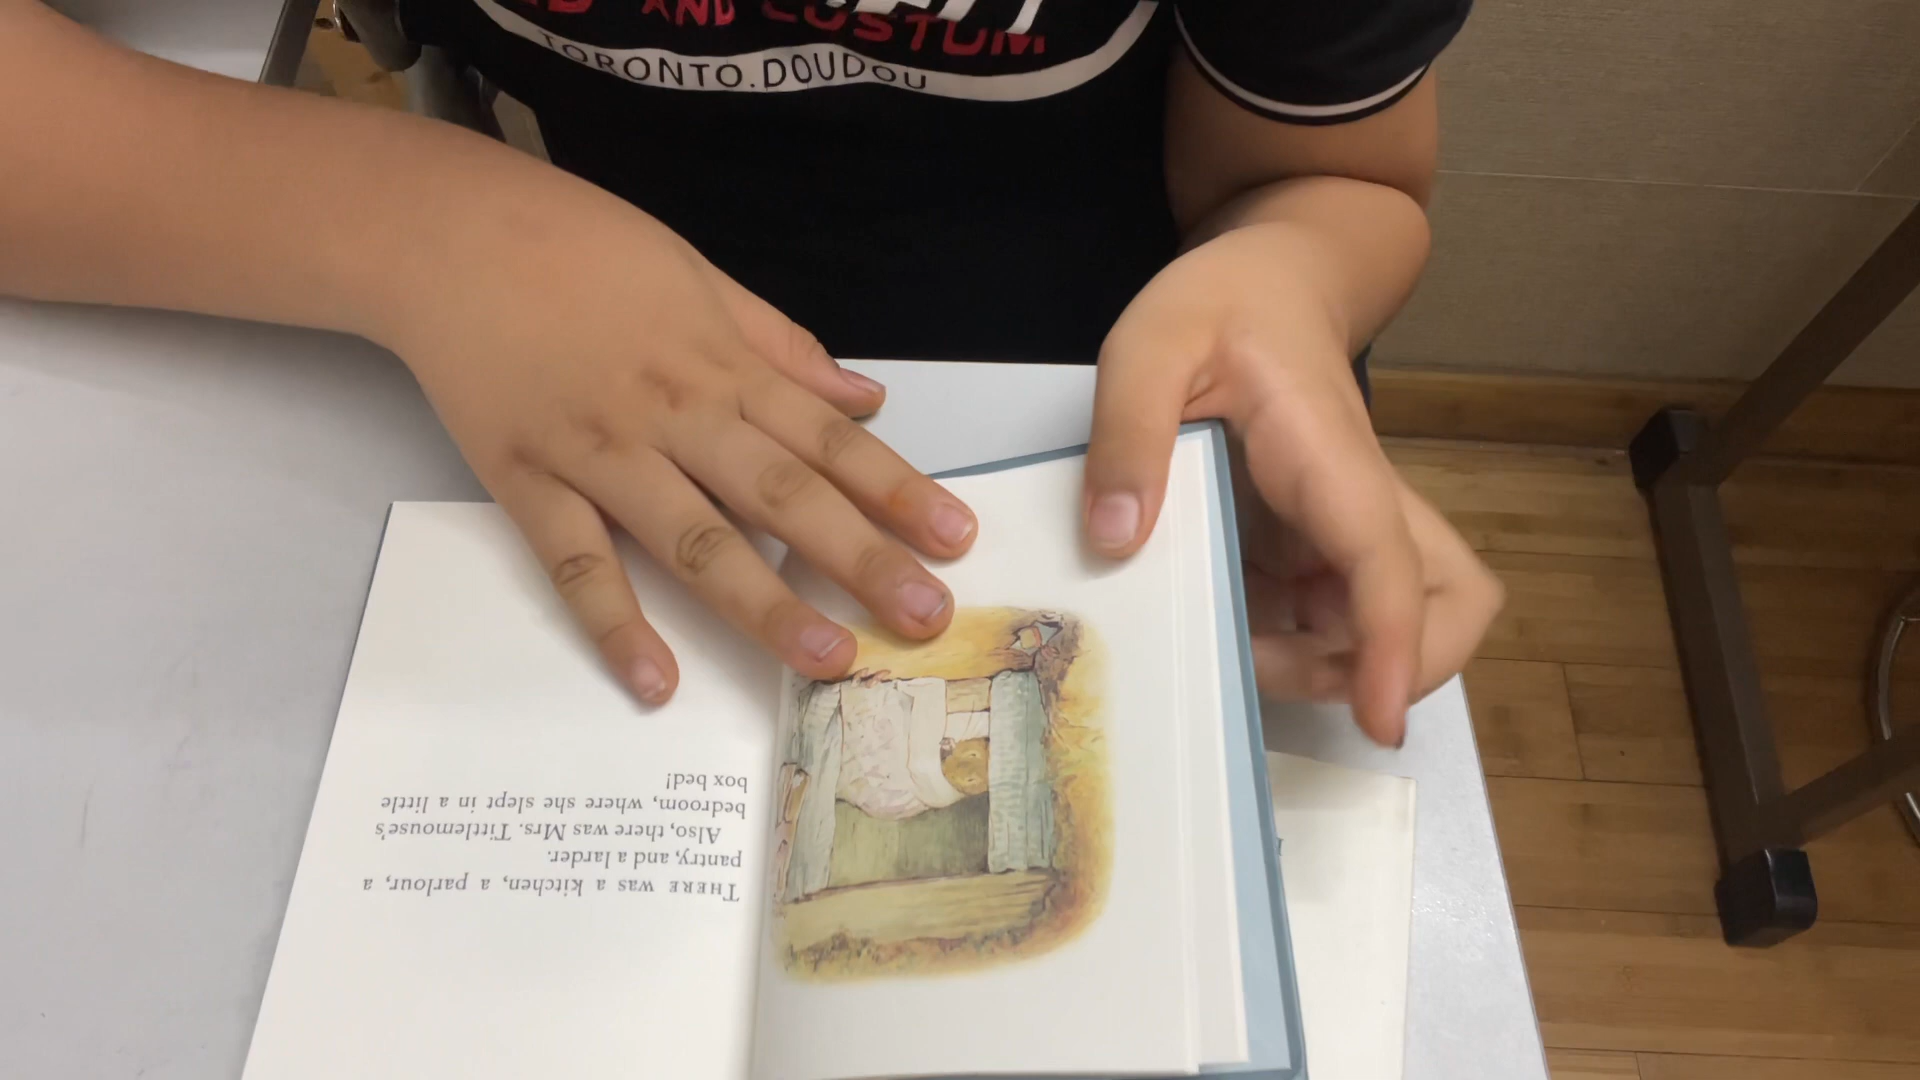 AND CUSTOM
TORONTO.DOUDOU
THERE was a kitchen, a parlour, a
pantry, and a larder.
Also, there was Mrs. Tittlemouse's
bedroom, where she slept in a little
box bed!